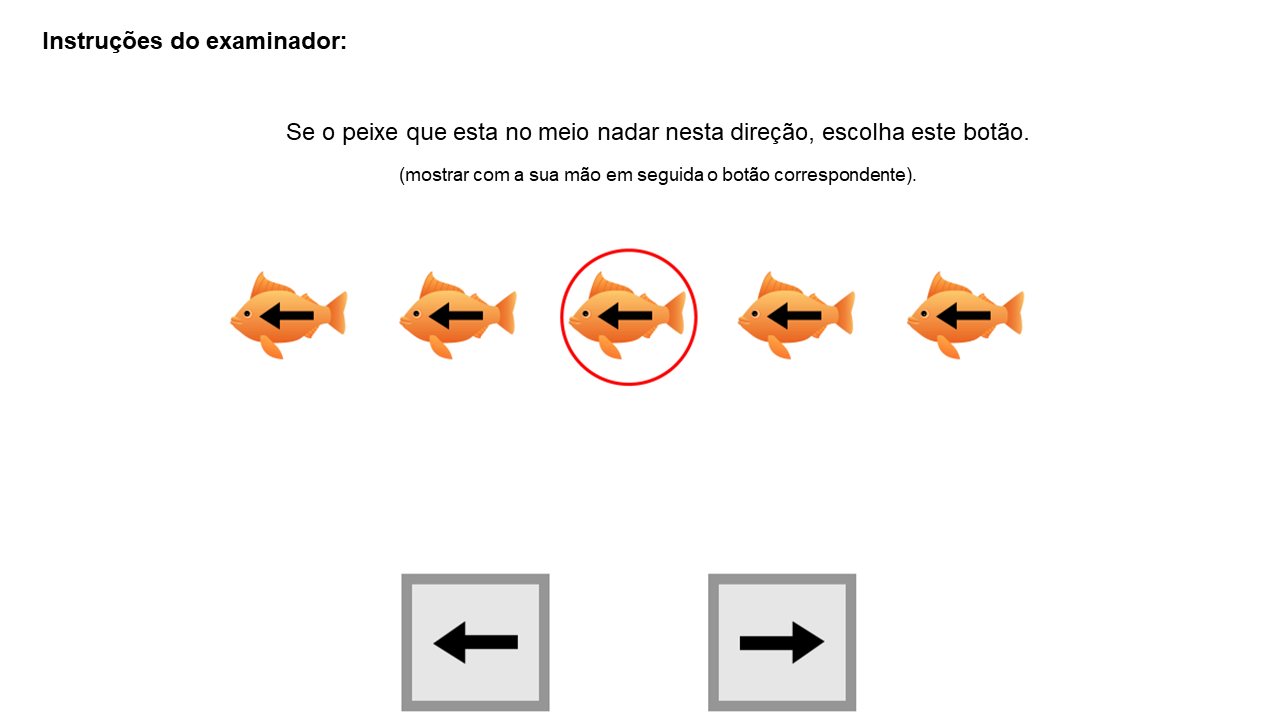 Instruções do examinador:
Se o peixe que esta no meio nadar nesta direção, escolha este botão.
(mostrar com a sua mão em seguida o botão correspondente).